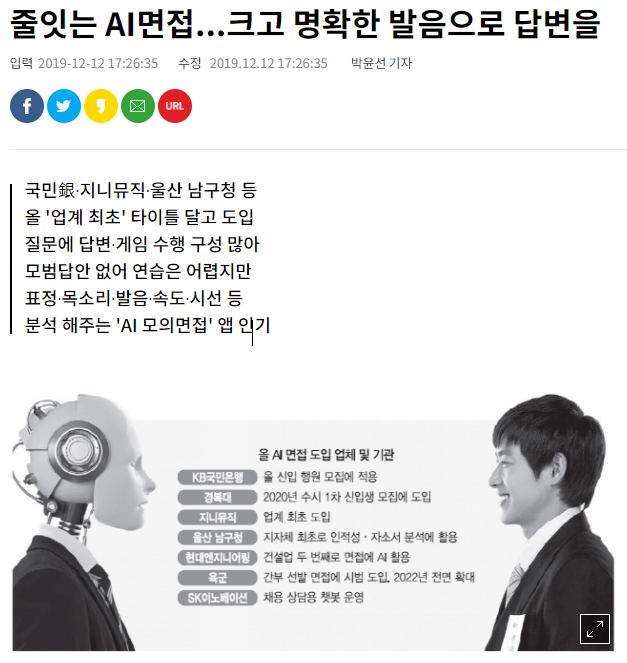 줄잇는 AI면접...크고 명확한 발음으로 답변을
입력 2019-12-12 17:26:35 수정 2019.12.12 17:26:35 박윤선 기자
URL
국민銀·지니뮤직·울산 남구청 등
올 '업계 최초' 타이틀 달고 도입
질문에 답변·게임 수행 구성 많아
모범답안 없어 연습은 어렵지만
표정·목소리·발음·속도·시선 등
분석 해주는 'AI 모의면접' 앱 인기
올 AI 면접 도입 업체 및 기관
KB국민은행 올 신입 행원 모집에 적용
경복대 2020년 수시 1차 신입생 모집에 도입
지니뮤직 업계 최초 도입
울산 남구청 지자체 최초로 인적성·자소서 분석에 활용
현대엔지니어링 건설업 두 번째로 면접에 AI 활용
육군 간부 선발 면접에 시범 도입, 2022년 전면 확대
SK이노베이션 채용 상담용 챗봇 운영